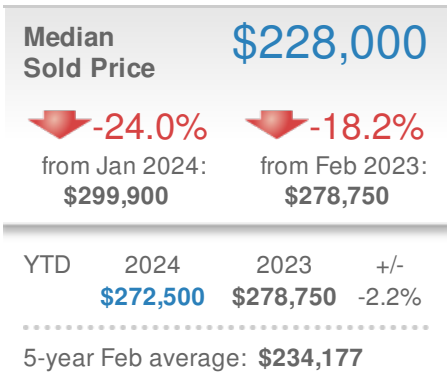 Median $228,000
Sold Price
-24.0% -18.2%
from Jan 2024: from Feb 2023:
$299,900 $278,750
YTD 2024 2023 +/-
$272,500 $278,750 -2.2%
5-year Feb average: $234,177